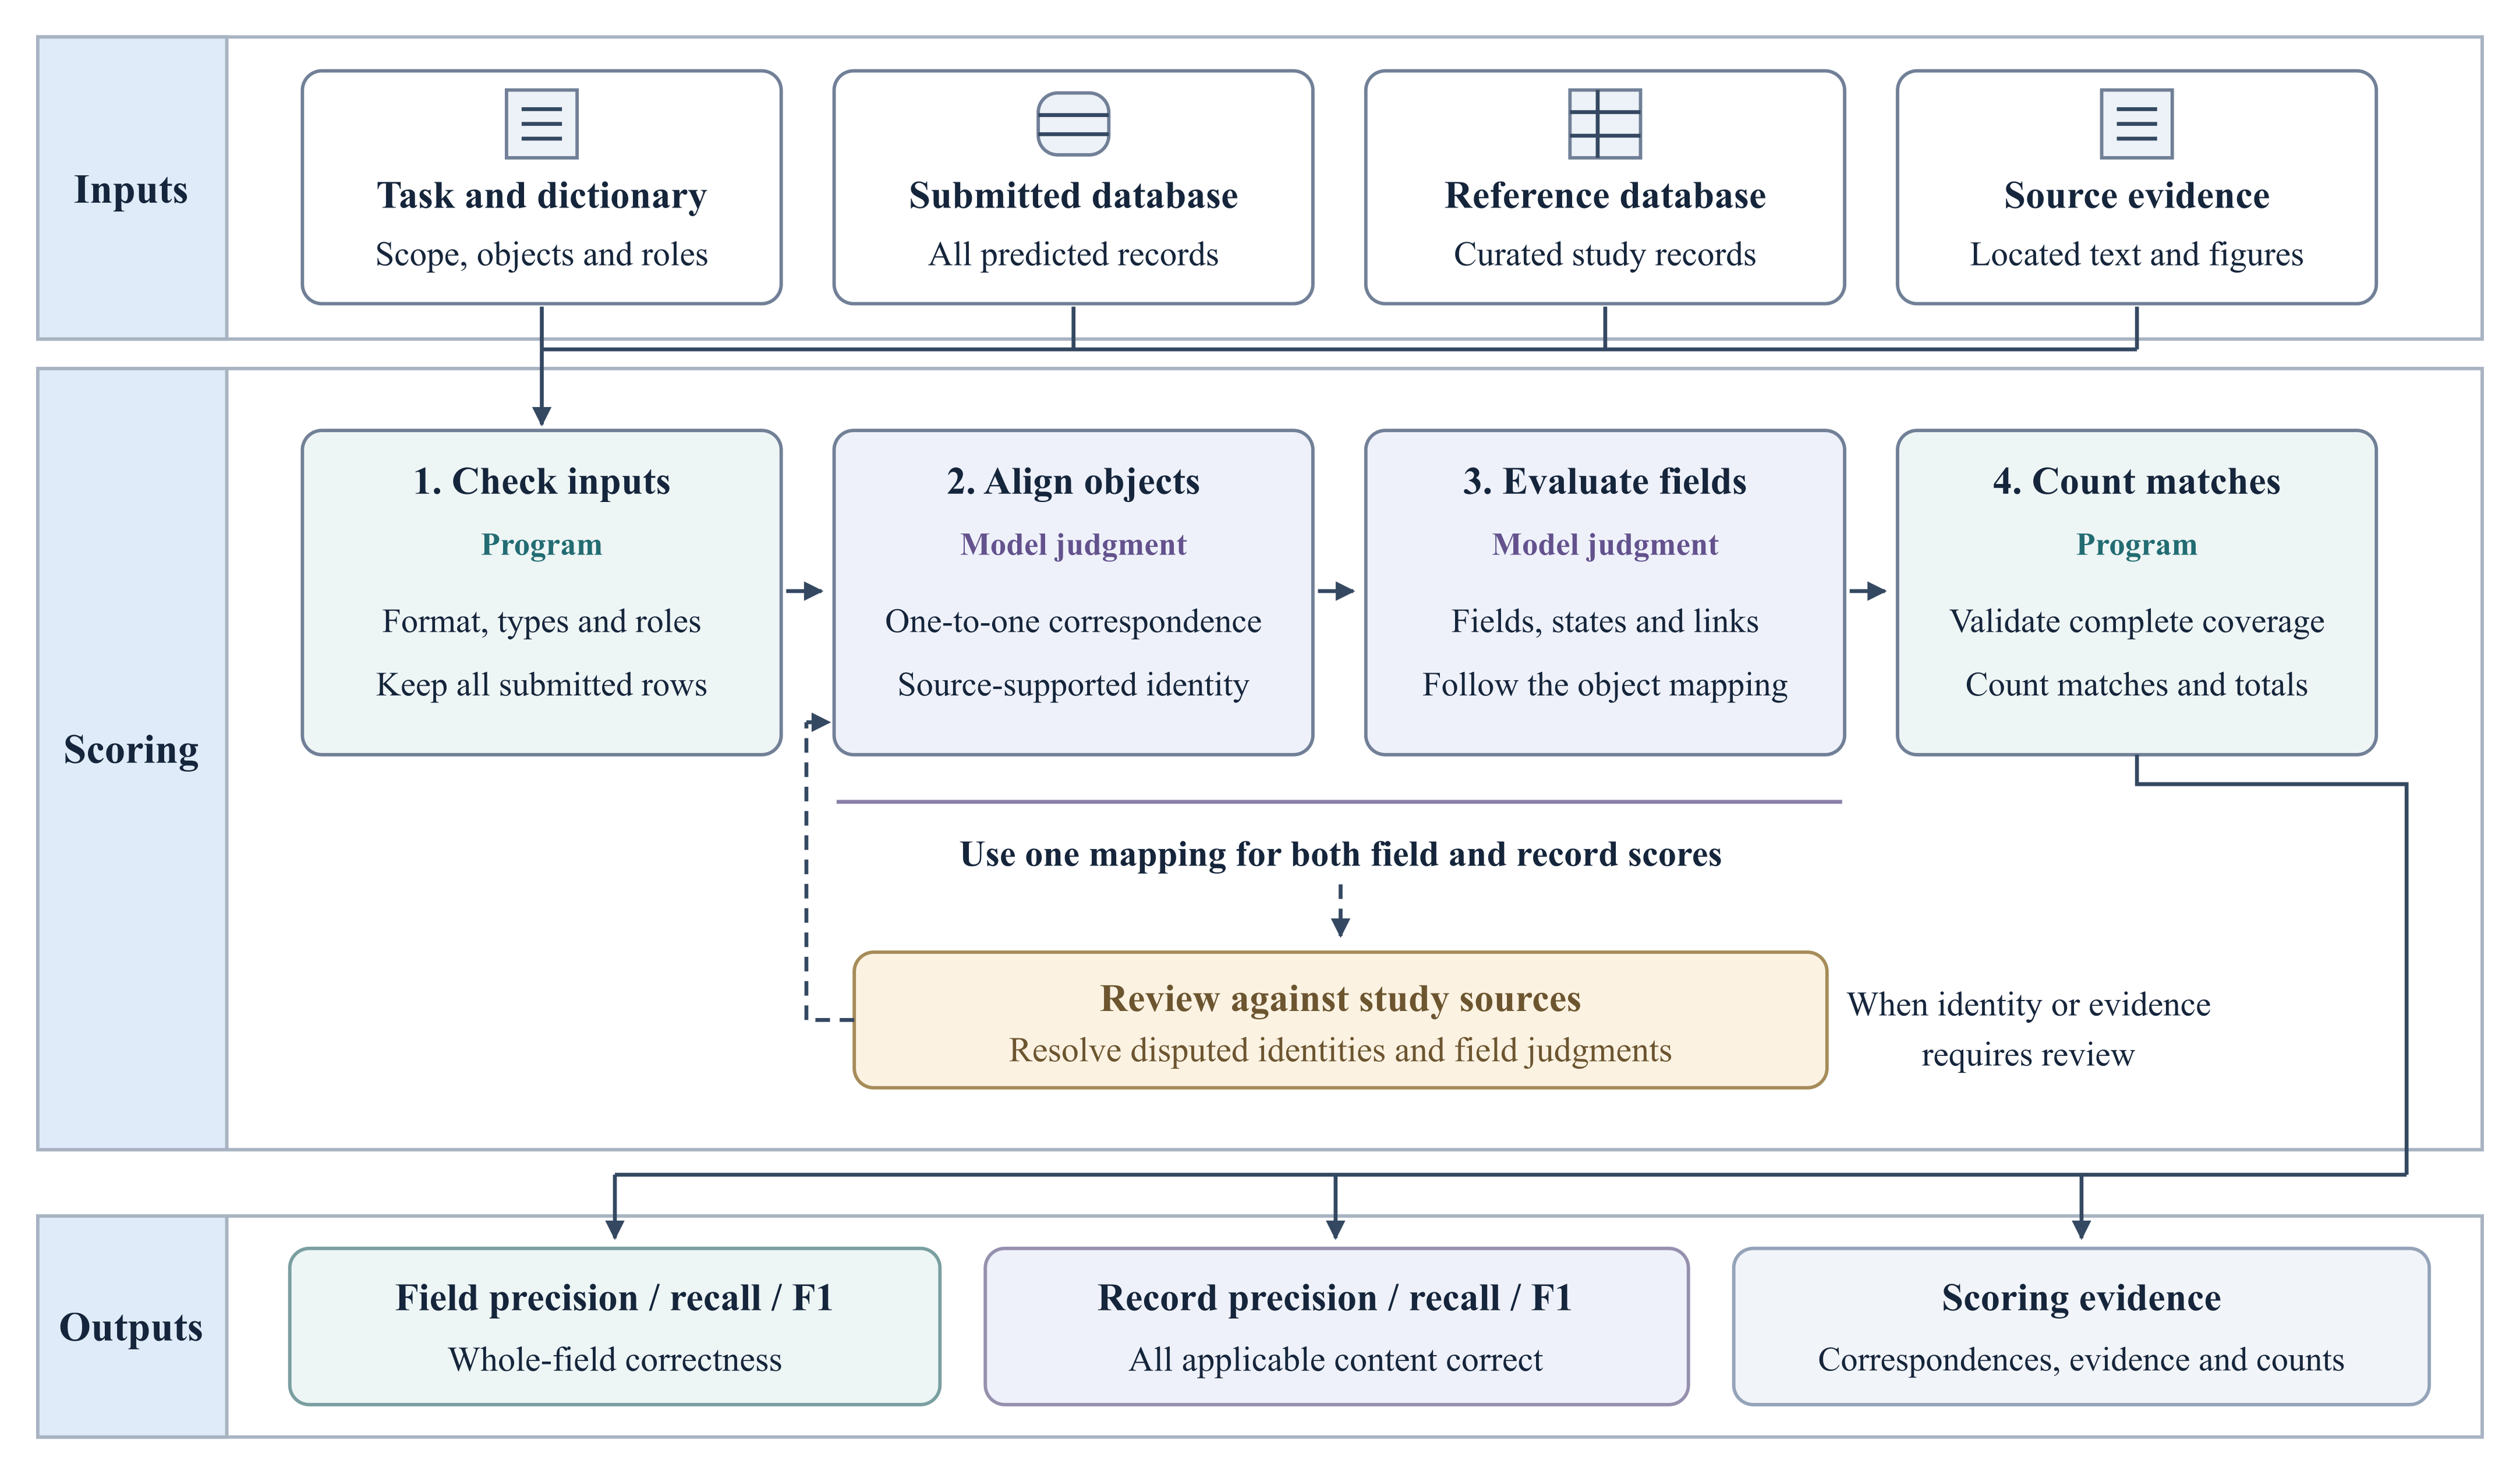 Inputs
Task and dictionary
Scope, objects and roles
Submitted database
All predicted records
Reference database
Curated study records
Source evidence
Located text and figures
Scoring
1. Check inputs
Program
Format, types and roles
Keep all submitted rows
2. Align objects
Model judgment
One-to-one correspondence
Source-supported identity
3. Evaluate fields
Model judgment
Fields, states and links
Follow the object mapping
4. Count matches
Program
Validate complete coverage
Count matches and totals
Use one mapping for both field and record scores
Review against study sources
Resolve disputed identities and field judgments
When identity or evidence
requires review
Outputs
Field precision / recall / F1
Whole-field correctness
Record precision / recall / F1
All applicable content correct
Scoring evidence
Correspondences, evidence and counts